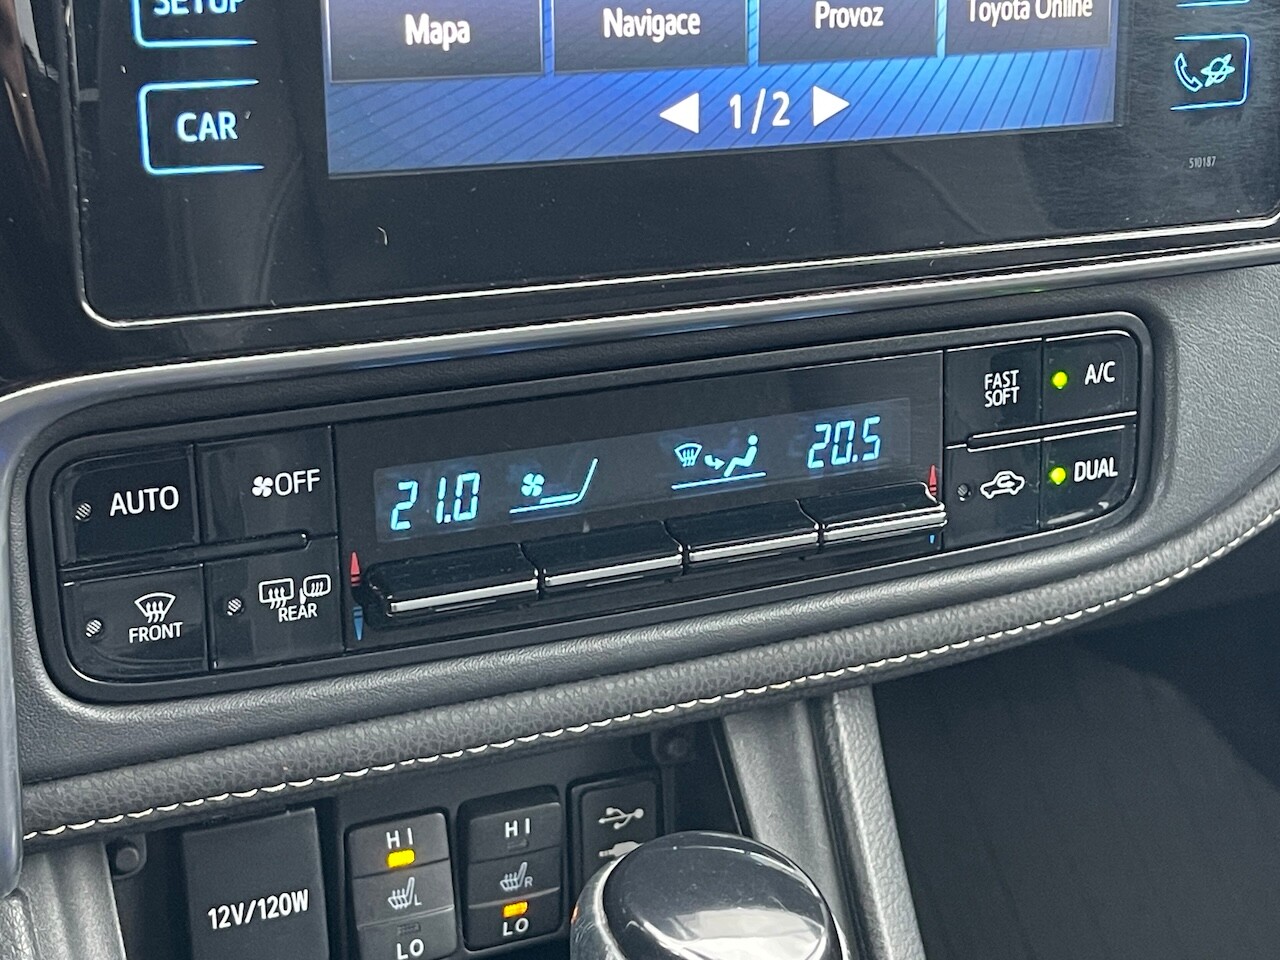 SETUP
CAR
Mapa
Navigace
Provoz
Toyota Online
1/2
510187
AUTO
OFF
21.0
20.5
FAST
SOFT
A/C
DUAL
FRONT
REAR
12V/120W
HI
L
LO
HI
R
LO